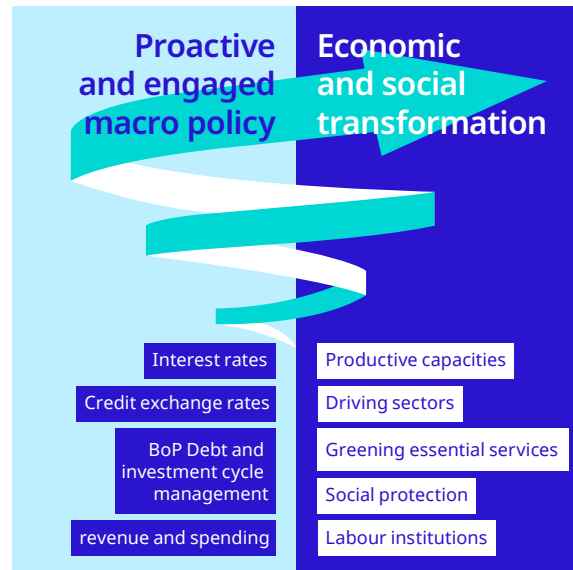 Proactive
and engaged
macro policy
Economic
and social
transformation
Interest rates
Credit exchange rates
BoP Debt and
investment cycle
management
revenue and spending
Productive capacities
Driving sectors
Greening essential services
Social protection
Labour institutions